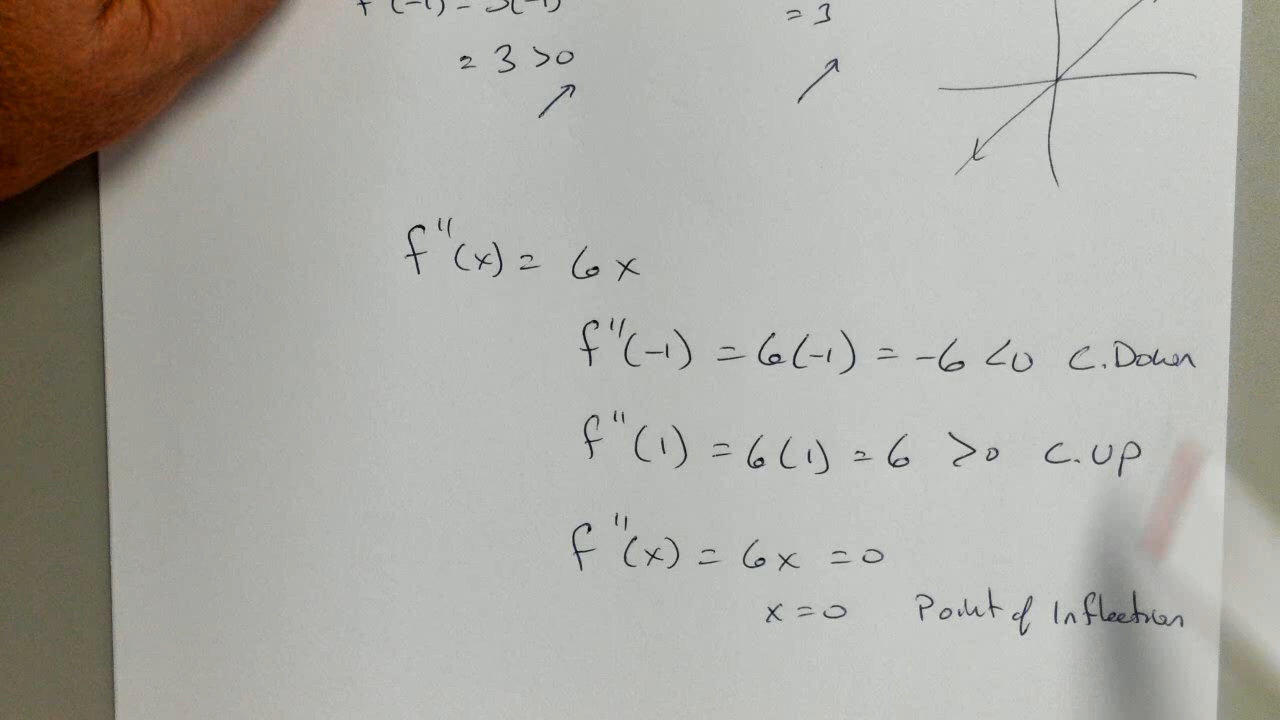 = 3
= 3 >0
f''(x) = 6x
f''(-1) = 6(-1) = -6 <0 C.Down
f''(1) = 6(1) = 6 >0 C.UP
f''(x) = 6x = 0
x = 0 Point of Inflection